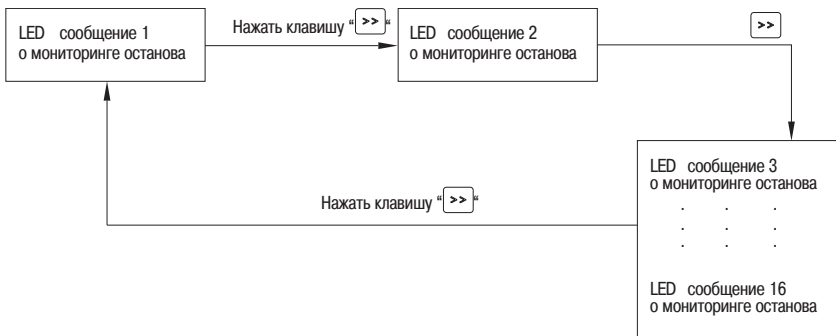 LED сообщение 1
о мониторинге останова
Нажать клавишу “>>“
LED сообщение 2
о мониторинге останова
>>
LED сообщение 3
о мониторинге останова
. . .
. . .
. . .
LED сообщение 16
о мониторинге останова
Нажать клавишу “>>“